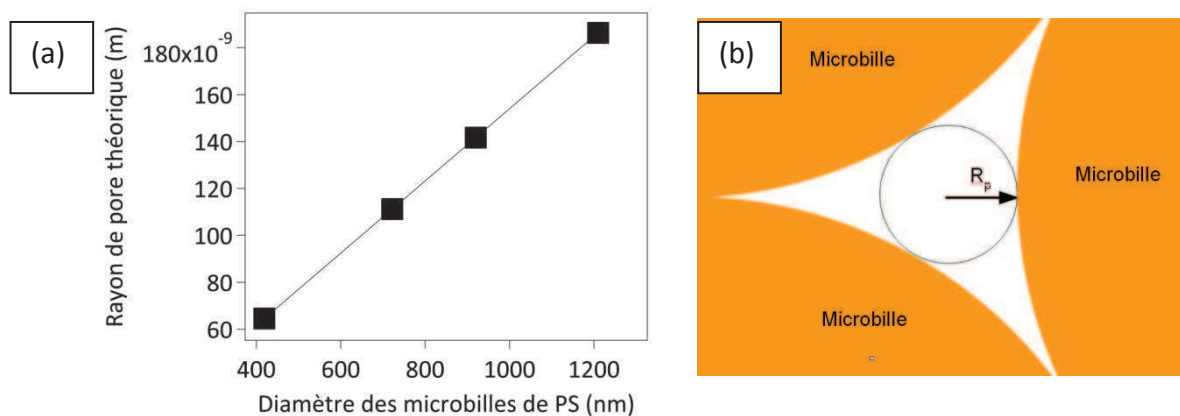 (a)
Rayon de pore théorique (m)
180x10⁻⁹
160
140
120
100
80
60
400 600 800 1000 1200
Diamètre des microbilles de PS (nm)
(b)
Microbille
Rₚ
Microbille
Microbille